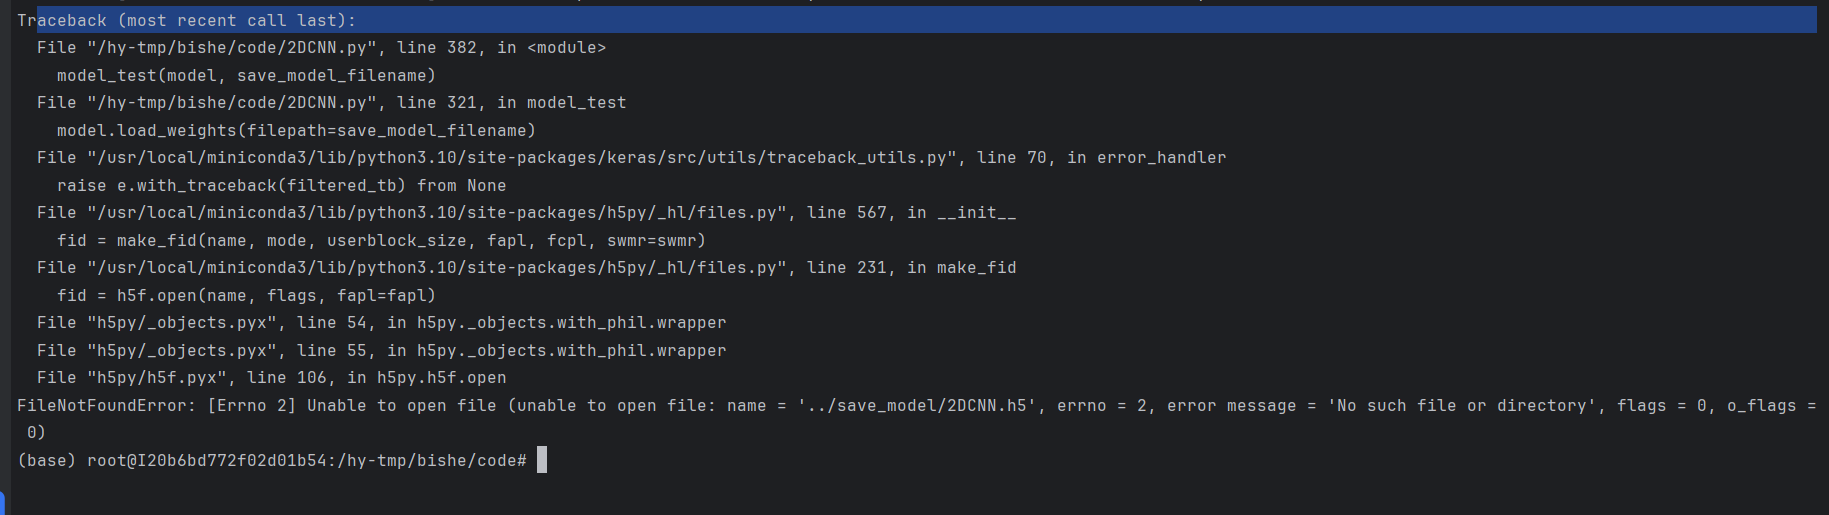 Traceback (most recent call last):
  File "/hy-tmp/bishe/code/2DCNN.py", line 382, in <module>
    model_test(model, save_model_filename)
  File "/hy-tmp/bishe/code/2DCNN.py", line 321, in model_test
    model.load_weights(filepath=save_model_filename)
  File "/usr/local/miniconda3/lib/python3.10/site-packages/keras/src/utils/traceback_utils.py", line 70, in error_handler
    raise e.with_traceback(filtered_tb) from None
  File "/usr/local/miniconda3/lib/python3.10/site-packages/h5py/_hl/files.py", line 567, in __init__
    fid = make_fid(name, mode, userblock_size, fapl, fcpl, swmr=swmr)
  File "/usr/local/miniconda3/lib/python3.10/site-packages/h5py/_hl/files.py", line 231, in make_fid
    fid = h5f.open(name, flags, fapl=fapl)
  File "h5py/_objects.pyx", line 54, in h5py._objects.with_phil.wrapper
  File "h5py/_objects.pyx", line 55, in h5py._objects.with_phil.wrapper
  File "h5py/h5f.pyx", line 106, in h5py.h5f.open
FileNotFoundError: [Errno 2] Unable to open file (unable to open file: name = '../save_model/2DCNN.h5', errno = 2, error message = 'No such file or directory', flags = 0, o_flags =
 0)
(base) root@I20b6bd772f02d01b54:/hy-tmp/bishe/code#